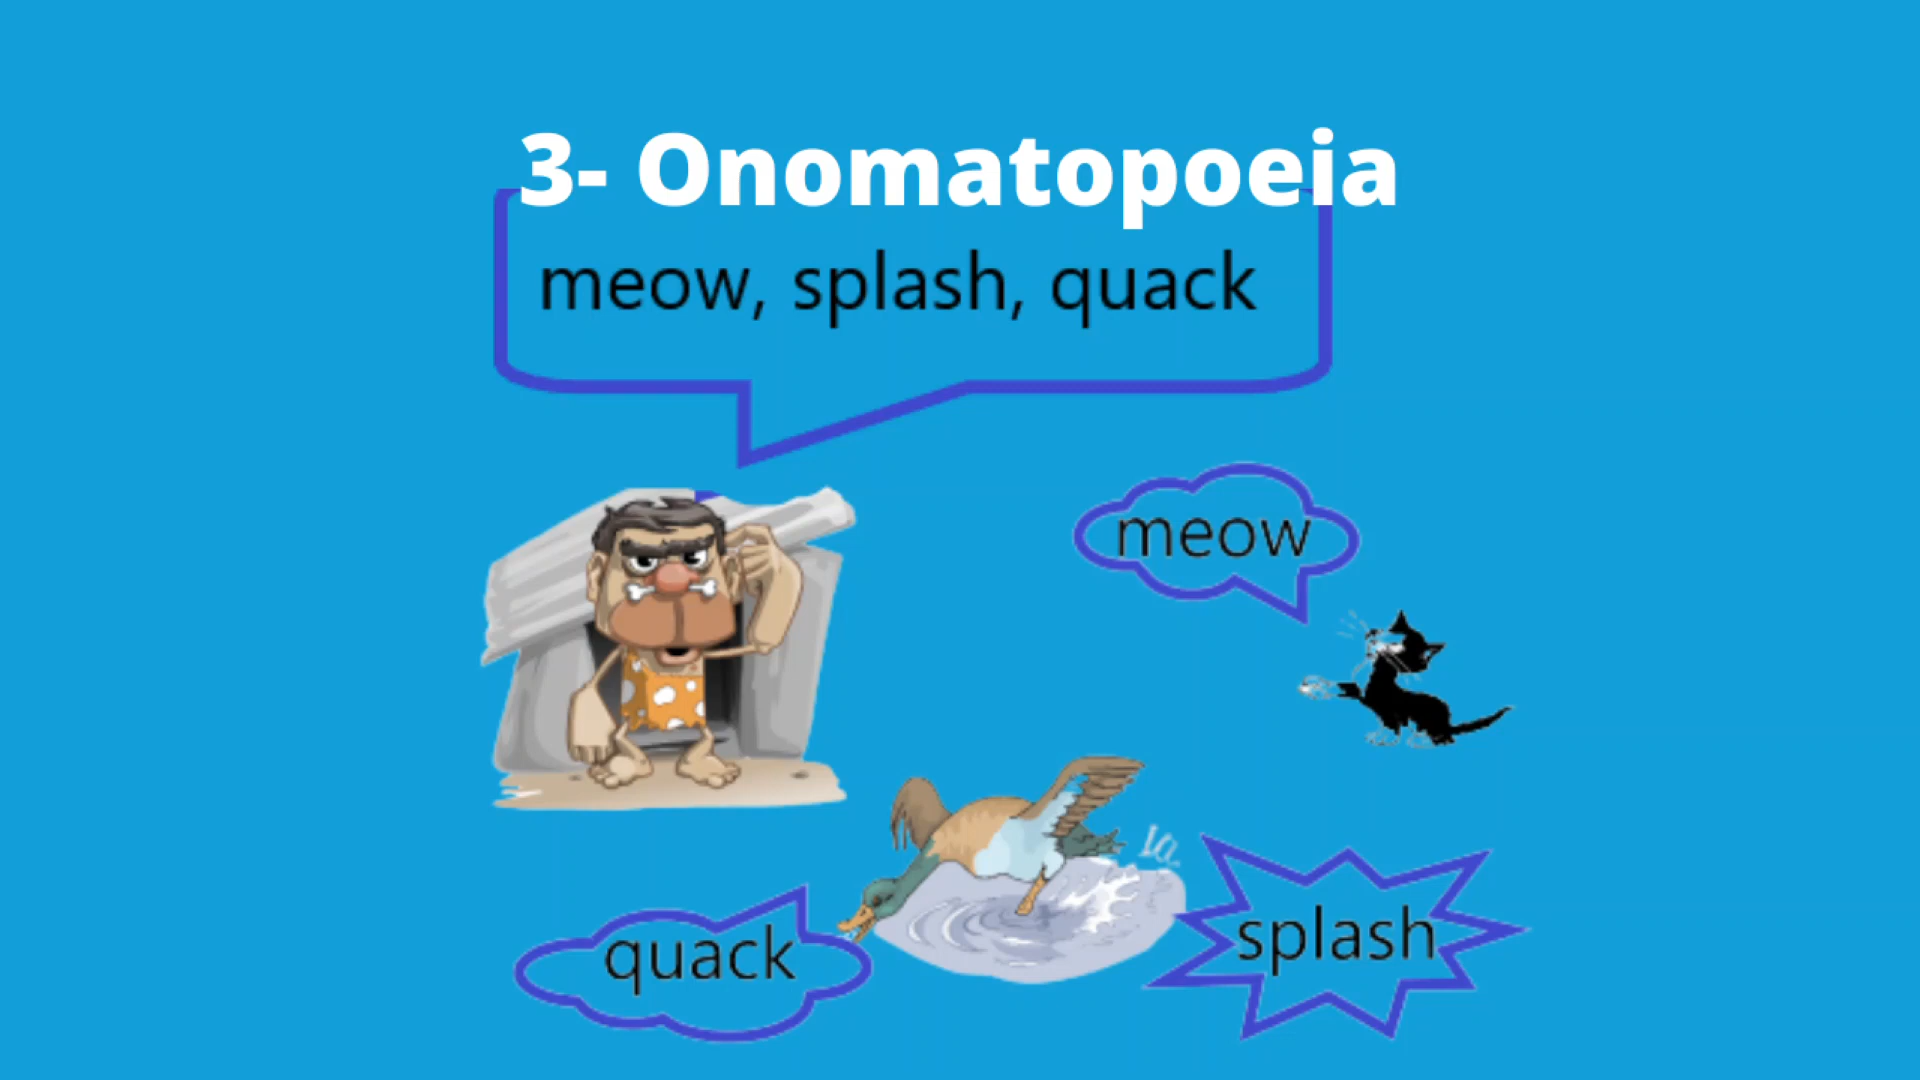 3- Onomatopoeia
meow, splash, quack
meow
quack
splash